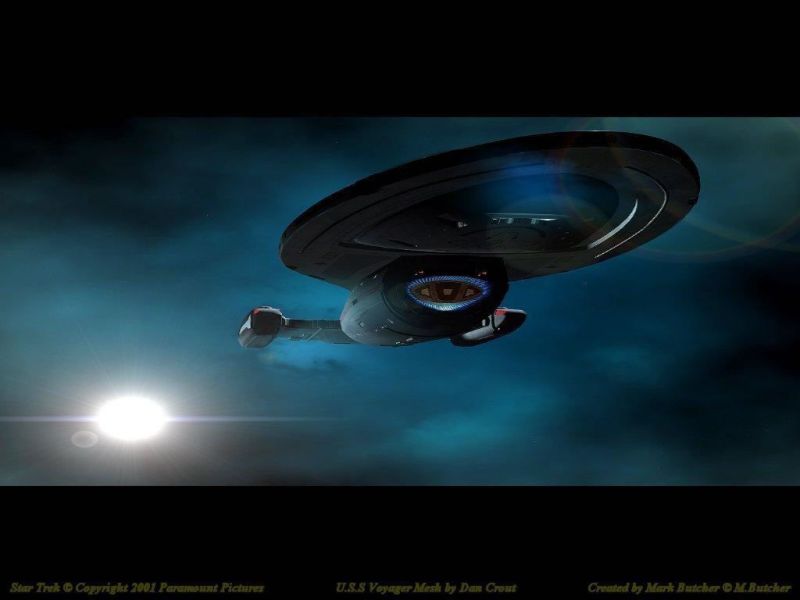 Star Trek © Copyright 2001 Paramount Pictures
U.S.S Voyager Mesh by Dan Crout
Created by Mark Butcher © M.Butcher